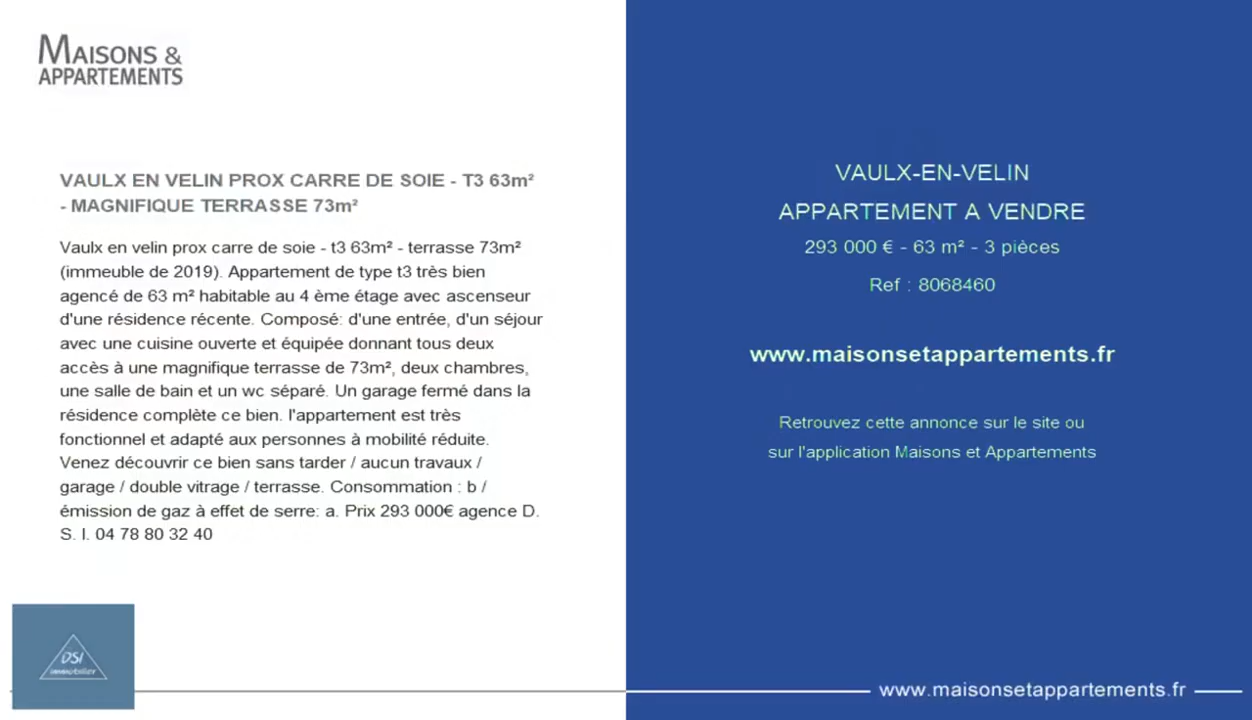 MAISONS &
APPARTEMENTS
VAULX EN VELIN PROX CARRE DE SOIE - T3 63m²
- MAGNIFIQUE TERRASSE 73m²
Vaulx en velin prox carre de soie - t3 63m² - terrasse 73m²
(immeuble de 2019). Appartement de type t3 très bien
agencé de 63 m² habitable au 4 ème étage avec ascenseur
d'une résidence récente. Composé: d'une entrée, d'un séjour
avec une cuisine ouverte et équipée donnant tous deux
accès à une magnifique terrasse de 73m², deux chambres,
une salle de bain et un wc séparé. Un garage fermé dans la
résidence complète ce bien. l'appartement est très
fonctionnel et adapté aux personnes à mobilité réduite.
Venez découvrir ce bien sans tarder / aucun travaux /
garage / double vitrage / terrasse. Consommation : b /
émission de gaz à effet de serre: a. Prix 293 000€ agence D.
S. I. 04 78 80 32 40
DSI
immobilier
VAULX-EN-VELIN
APPARTEMENT A VENDRE
293 000 € - 63 m² - 3 pièces
Ref : 8068460
www.maisonsetappartements.fr
Retrouvez cette annonce sur le site ou
sur l'application Maisons et Appartements
www.maisonsetappartements.fr